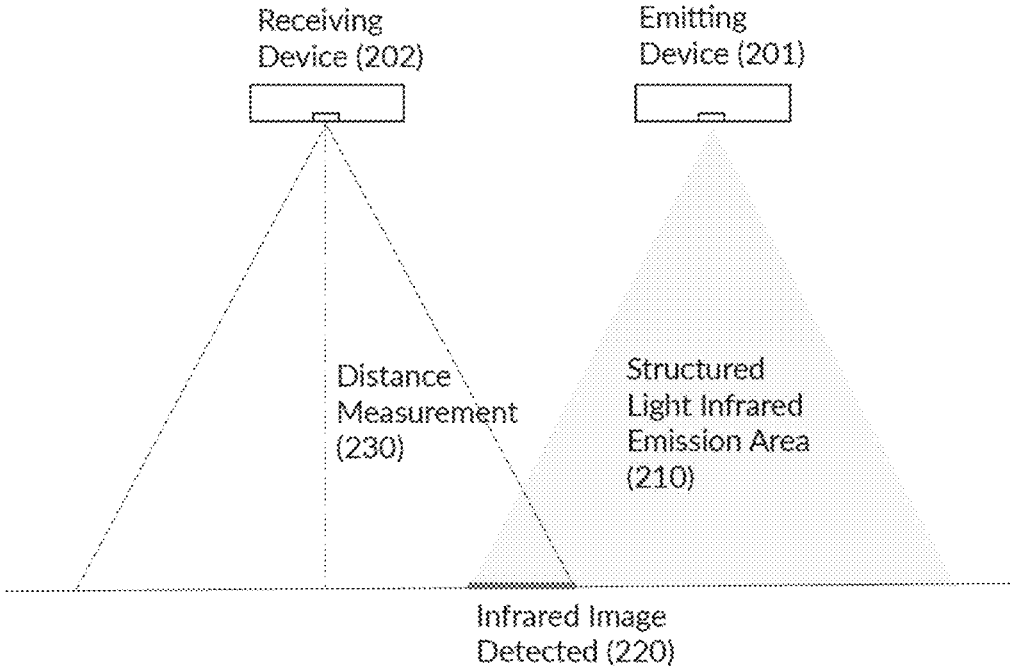 Receiving
Device (202)
Emitting
Device (201)
Distance
Measurement
(230)
Structured
Light Infrared
Emission Area
(210)
Infrared Image
Detected (220)